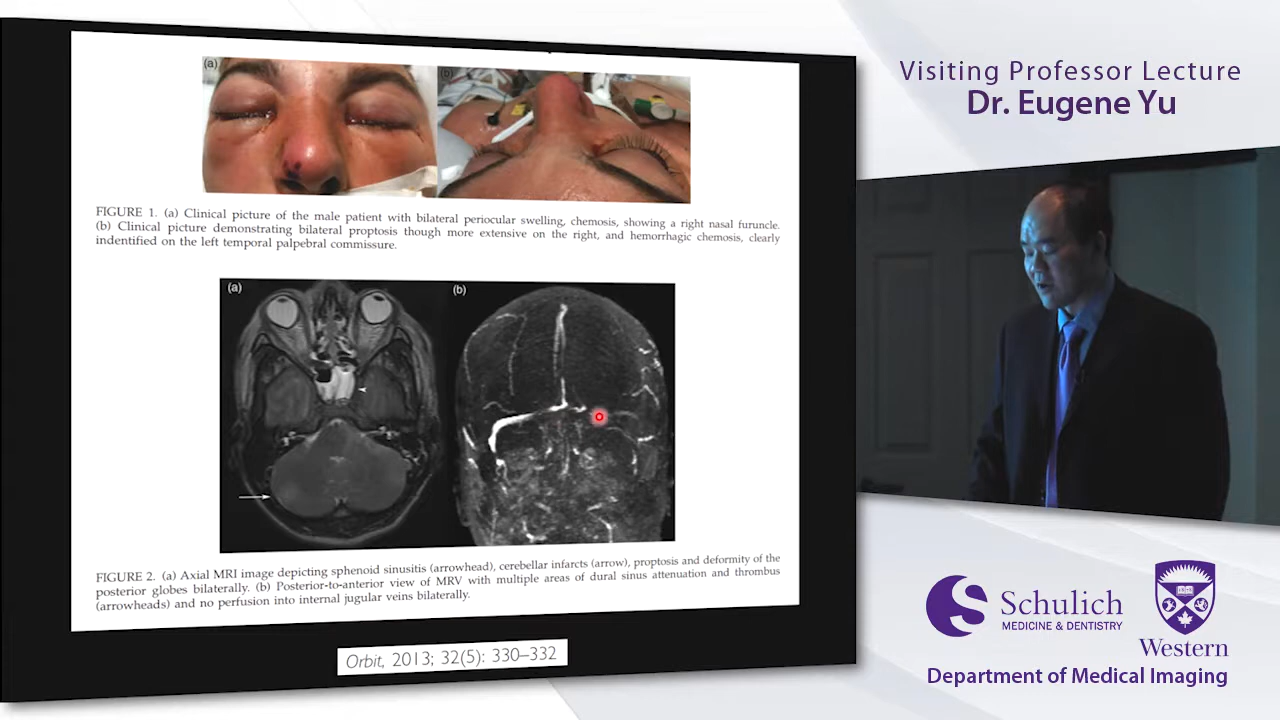 Visiting Professor Lecture
Dr. Eugene Yu
(a)
(b)
FIGURE 1. (a) Clinical picture of the male patient with bilateral periocular swelling, chemosis, showing a right nasal furuncle.
(b) Clinical picture demonstrating bilateral proptosis though more extensive on the right, and hemorrhagic chemosis, clearly
indentified on the left temporal palpebral commissure.
(a)
(b)
FIGURE 2. (a) Axial MRI image depicting sphenoid sinusitis (arrowhead), cerebellar infarcts (arrow), proptosis and deformity of the
posterior globes bilaterally. (b) Posterior-to-anterior view of MRV with multiple areas of dural sinus attenuation and thrombus
(arrowheads) and no perfusion into internal jugular veins bilaterally.
Orbit, 2013; 32(5): 330–332
Schulich
MEDICINE & DENTISTRY
Western
Department of Medical Imaging